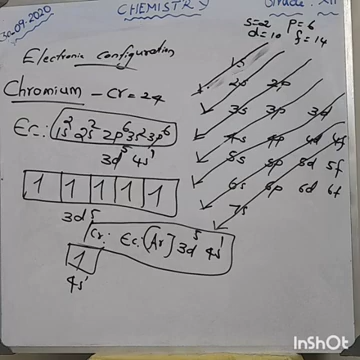 30-09-2020
CHEMISTRY
Grade: XII
s=2 p=6
d=10 f=14
Electronic configuration
Chromium - Cr = 24
Ec: 1s² 2s² 2p⁶ 3s² 3p⁶
3d⁵ 4s¹
1 1 1 1 1
3d⁵
Cr: Ec: (Ar) 3d⁵ 4s¹
1
4s¹
1s
2s 2p
3s 3p 3d
4s 4p 4d 4f
5s 5p 5d 5f
6s 6p 6d 6f
7s
InShOt